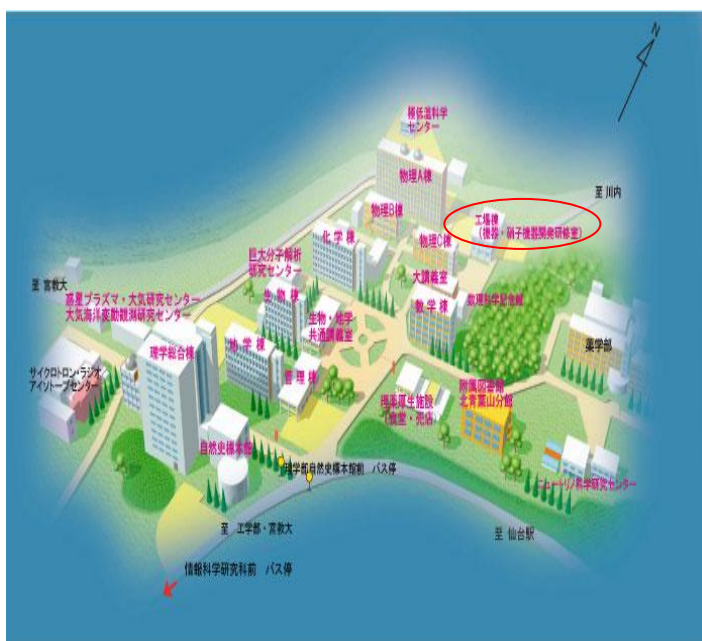 N
極低温科学
センター
物理A棟
至 川内
物理B棟
工場棟
(機器・硝子機器開発研修室)
化学棟
物理C棟
巨大分子解析
研究センター
大講義室
至 宮教大
惑星プラズマ・大気研究センター
大気海洋変動観測研究センター
生物棟
数理科学記念館
数学棟
生物・地学
共通講義室
薬学部
理学総合棟
地学棟
サイクロトロン・ラジオ
アイソトープセンター
管理棟
附属図書館
北青葉山分館
理薬厚生施設
(食堂・売店)
自然史標本館
理学部自然史標本館前 バス停
ニュートリノ科学研究センター
至 工学部・宮教大
至 仙台駅
情報科学研究科前 バス停